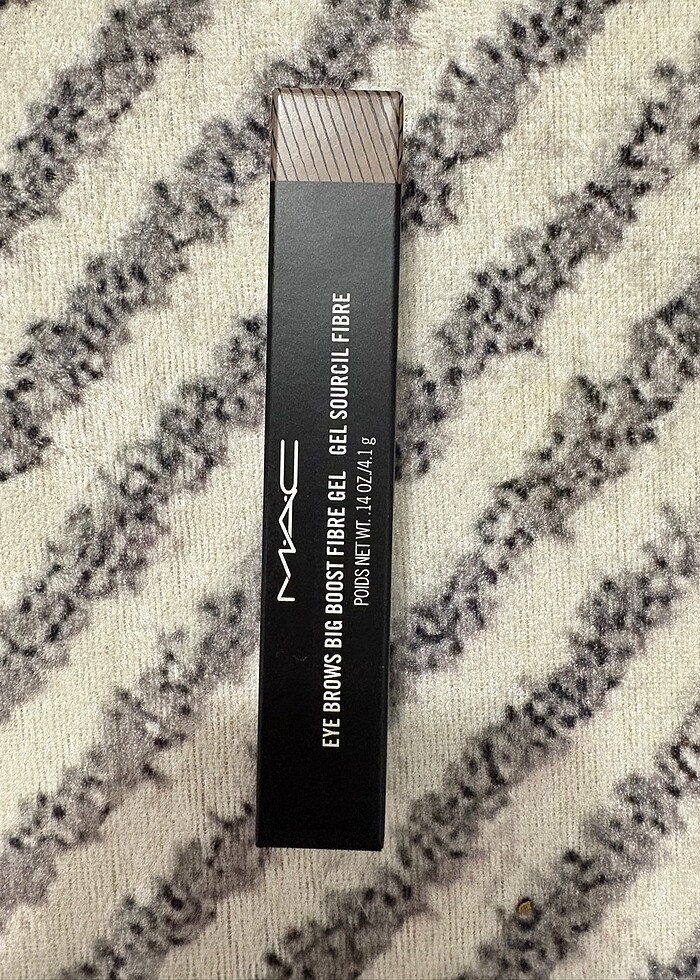 M·A·C
EYE BROWS BIG BOOST FIBRE GEL GEL SOURCIL FIBRE
POIDS NET WT. .14 OZ./4.1 g